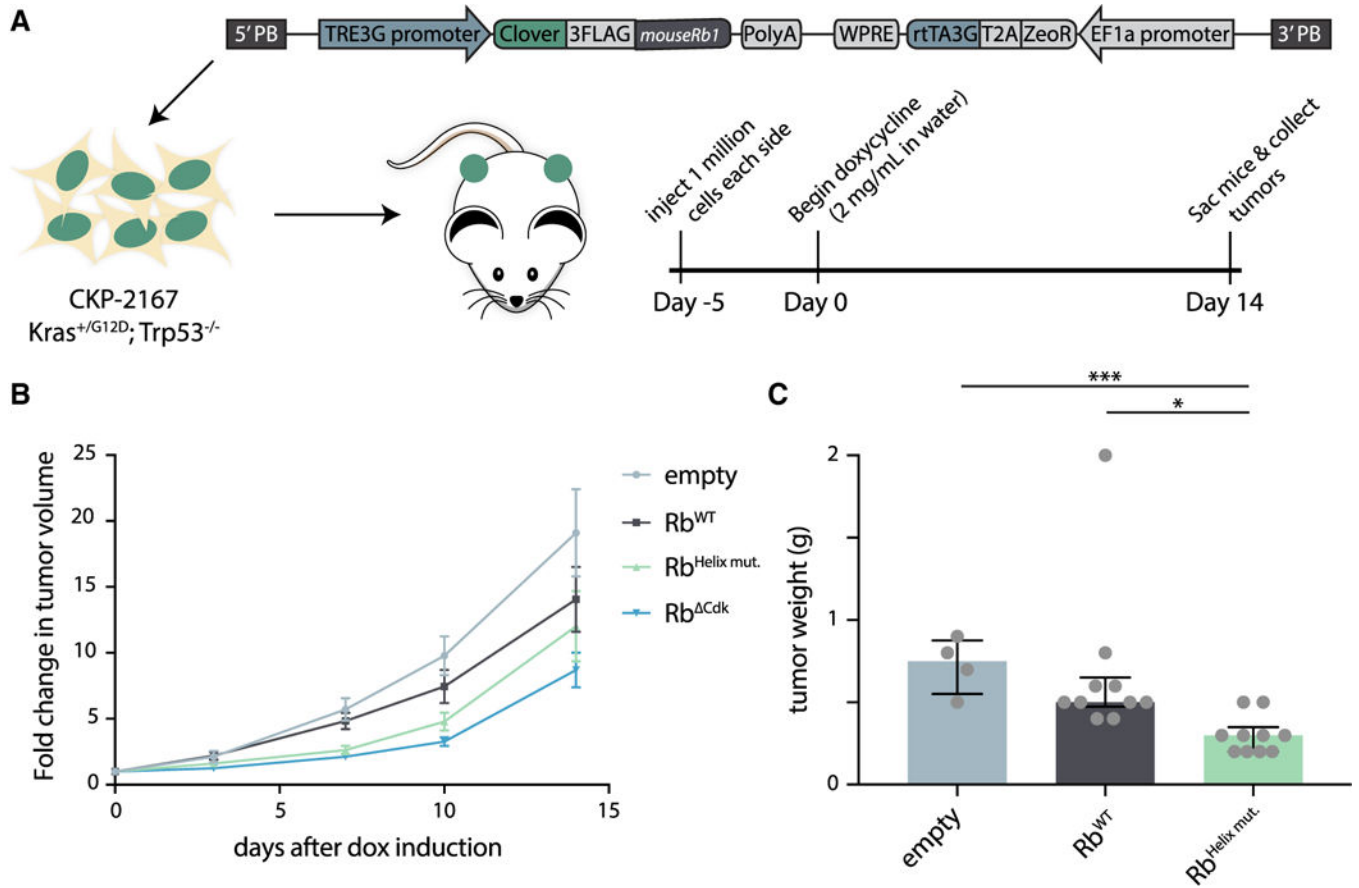 A
5′ PB
TRE3G promoter
Clover
3FLAG
mouseRb1
PolyA
WPRE
rtTA3G
T2A
ZeoR
EF1a promoter
3′ PB
CKP-2167
Kras+/G12D; Trp53-/-
inject 1 million
cells each side
Begin doxycycline
(2 mg/mL in water)
Sac mice & collect
tumors
Day -5
Day 0
Day 14
B
Fold change in tumor volume
25
20
15
10
5
0
0
5
10
15
days after dox induction
empty
RbWT
RbHelix mut.
RbΔCdk
C
***
*
tumor weight (g)
2
1
0
empty
RbWT
RbHelix mut.